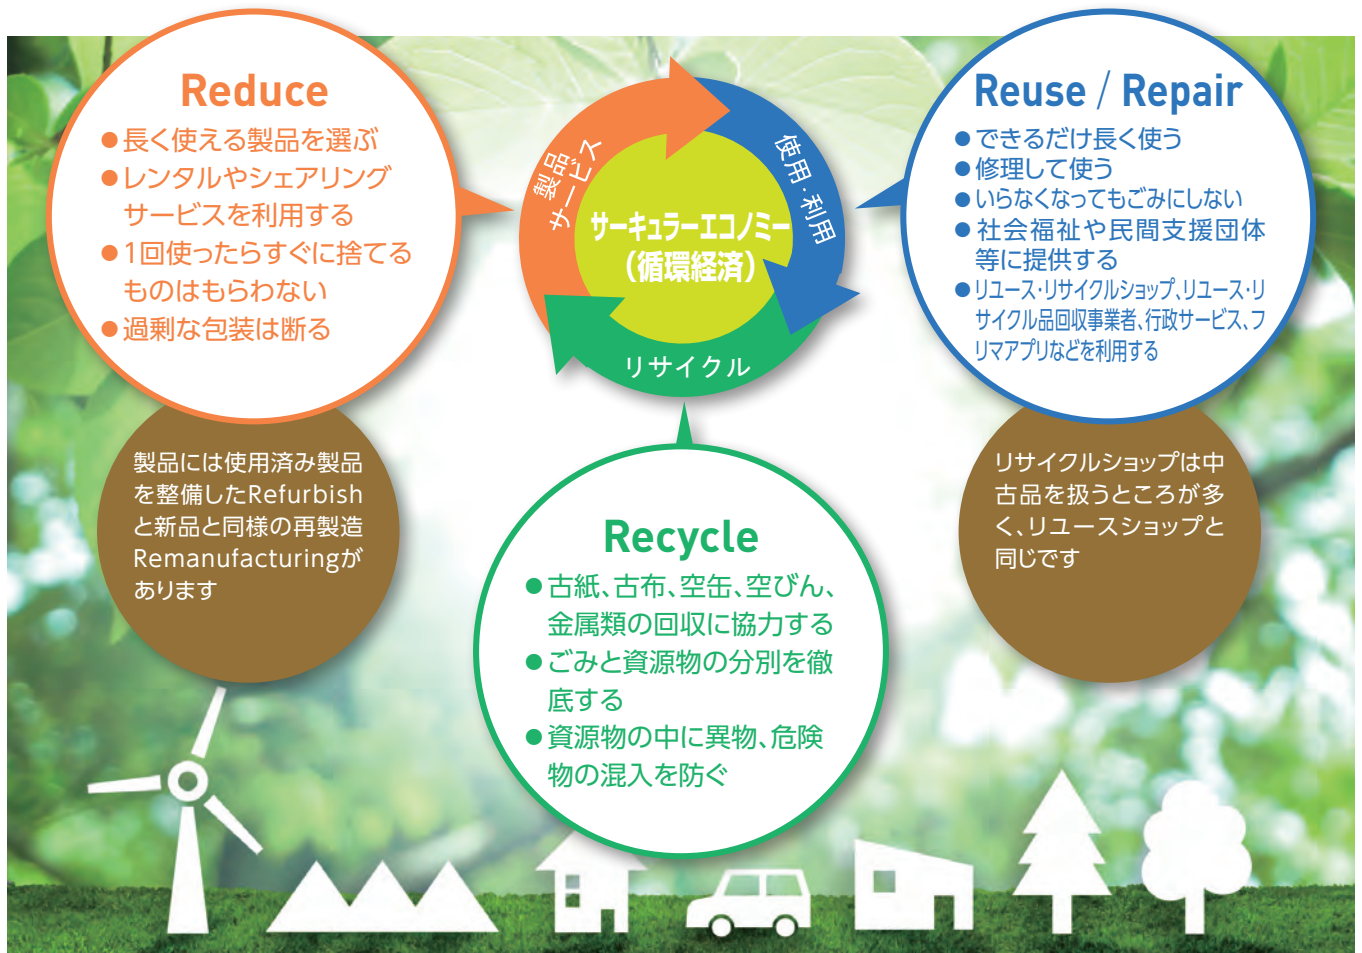 Reduce
●長く使える製品を選ぶ
●レンタルやシェアリング
サービスを利用する
●1回使ったらすぐに捨てる
ものはもらわない
●過剰な包装は断る
製品には使用済み製品
を整備したRefurbish
と新品と同様の再製造
Remanufacturingが
あります
製品
サービス
使用・利用
リサイクル
サーキュラーエコノミー
（循環経済）
Reuse / Repair
●できるだけ長く使う
●修理して使う
●いらなくなってもごみにしない
●社会福祉や民間支援団体
等に提供する
●リユース・リサイクルショップ、リユース・リ
サイクル品回収事業者、行政サービス、フ
リマアプリなどを利用する
リサイクルショップは中
古品を扱うところが多
く、リユースショップと
同じです
Recycle
●古紙、古布、空缶、空びん、
金属類の回収に協力する
●ごみと資源物の分別を徹
底する
●資源物の中に異物、危険
物の混入を防ぐ